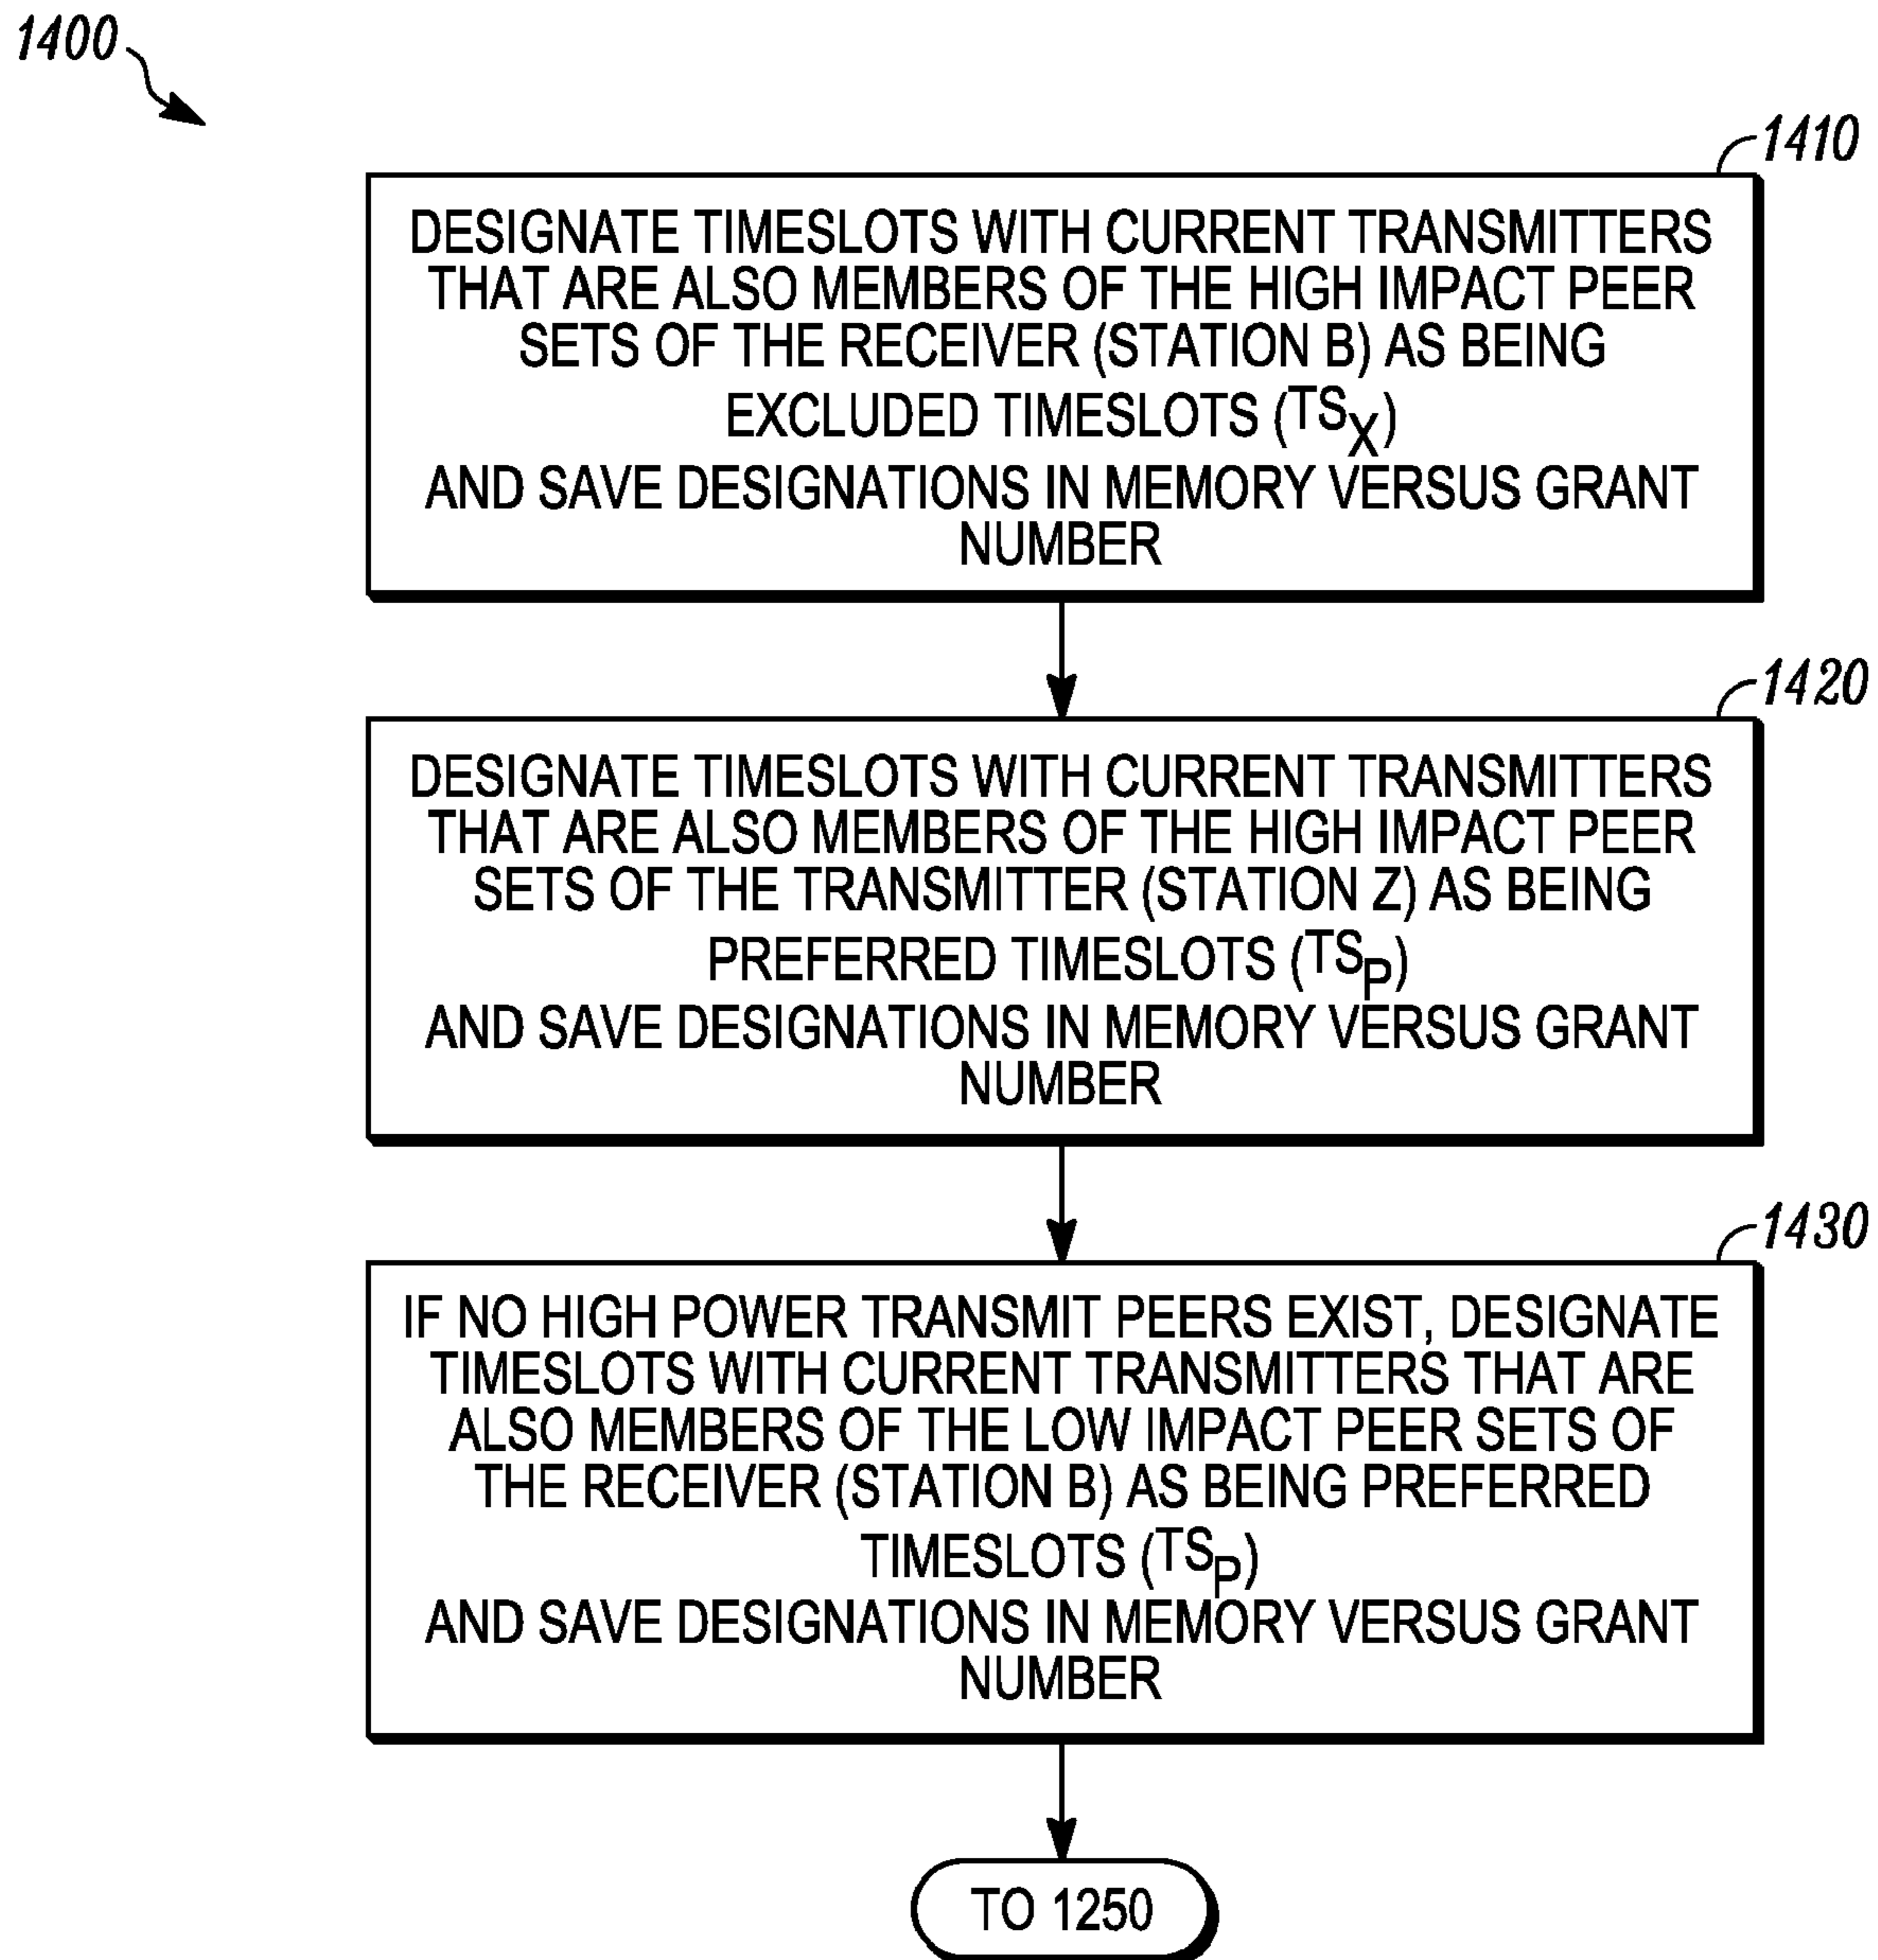 1400
1410
DESIGNATE TIMESLOTS WITH CURRENT TRANSMITTERS
THAT ARE ALSO MEMBERS OF THE HIGH IMPACT PEER
SETS OF THE RECEIVER (STATION B) AS BEING
EXCLUDED TIMESLOTS (TSX)
AND SAVE DESIGNATIONS IN MEMORY VERSUS GRANT
NUMBER
1420
DESIGNATE TIMESLOTS WITH CURRENT TRANSMITTERS
THAT ARE ALSO MEMBERS OF THE HIGH IMPACT PEER
SETS OF THE TRANSMITTER (STATION Z) AS BEING
PREFERRED TIMESLOTS (TSP)
AND SAVE DESIGNATIONS IN MEMORY VERSUS GRANT
NUMBER
1430
IF NO HIGH POWER TRANSMIT PEERS EXIST, DESIGNATE
TIMESLOTS WITH CURRENT TRANSMITTERS THAT ARE
ALSO MEMBERS OF THE LOW IMPACT PEER SETS OF
THE RECEIVER (STATION B) AS BEING PREFERRED
TIMESLOTS (TSP)
AND SAVE DESIGNATIONS IN MEMORY VERSUS GRANT
NUMBER
TO 1250